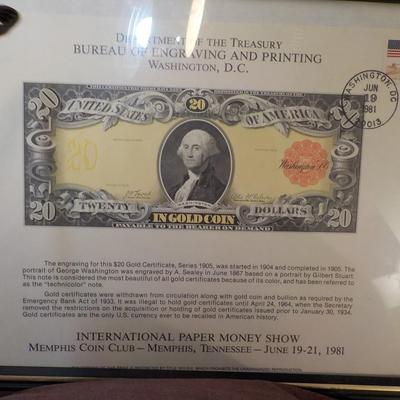 DEPARTMENT OF THE TREASURY
BUREAU OF ENGRAVING AND PRINTING
WASHINGTON, D.C.
WASHINGTON, DC
JUN
19
1981
20013
20
UNITED STATES OF AMERICA
20
20
20
Washington, D.C.
TWENTY
DOLLARS
20
20
IN GOLD COIN
PAYABLE TO THE BEARER ON DEMAND
The engraving for this $20 Gold Certificate, Series 1905, was started in 1904 and completed in 1905. The
portrait of George Washington was engraved by A. Sealey in June 1867 based on a portrait by Gilbert Stuart.
This note is considered the most beautiful of all gold certificates because of its color, and has been referred to
as the "technicolor" note.
Gold certificates were withdrawn from circulation along with gold coin and bullion as required by the
Emergency Bank Act of 1933. It was illegal to hold gold certificates until April 24, 1964, when the Secretary
removed the restrictions on the acquisition or holding of gold certificates issued prior to January 30, 1934.
Gold certificates are the only U.S. currency ever to be recalled in American history.
INTERNATIONAL PAPER MONEY SHOW
MEMPHIS COIN CLUB – MEMPHIS, TENNESSEE – JUNE 19-21, 1981